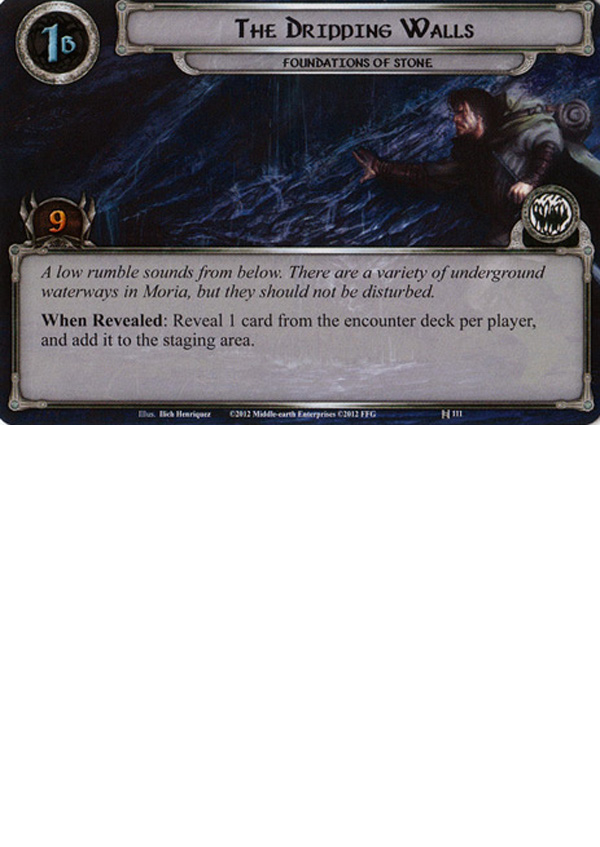 1B
THE DRIPPING WALLS
FOUNDATIONS OF STONE
9
A low rumble sounds from below. There are a variety of underground
waterways in Moria, but they should not be disturbed.
When Revealed: Reveal 1 card from the encounter deck per player,
and add it to the staging area.
Illus. Ilich Henriquez ©2012 Middle-earth Enterprises ©2012 FFG 111